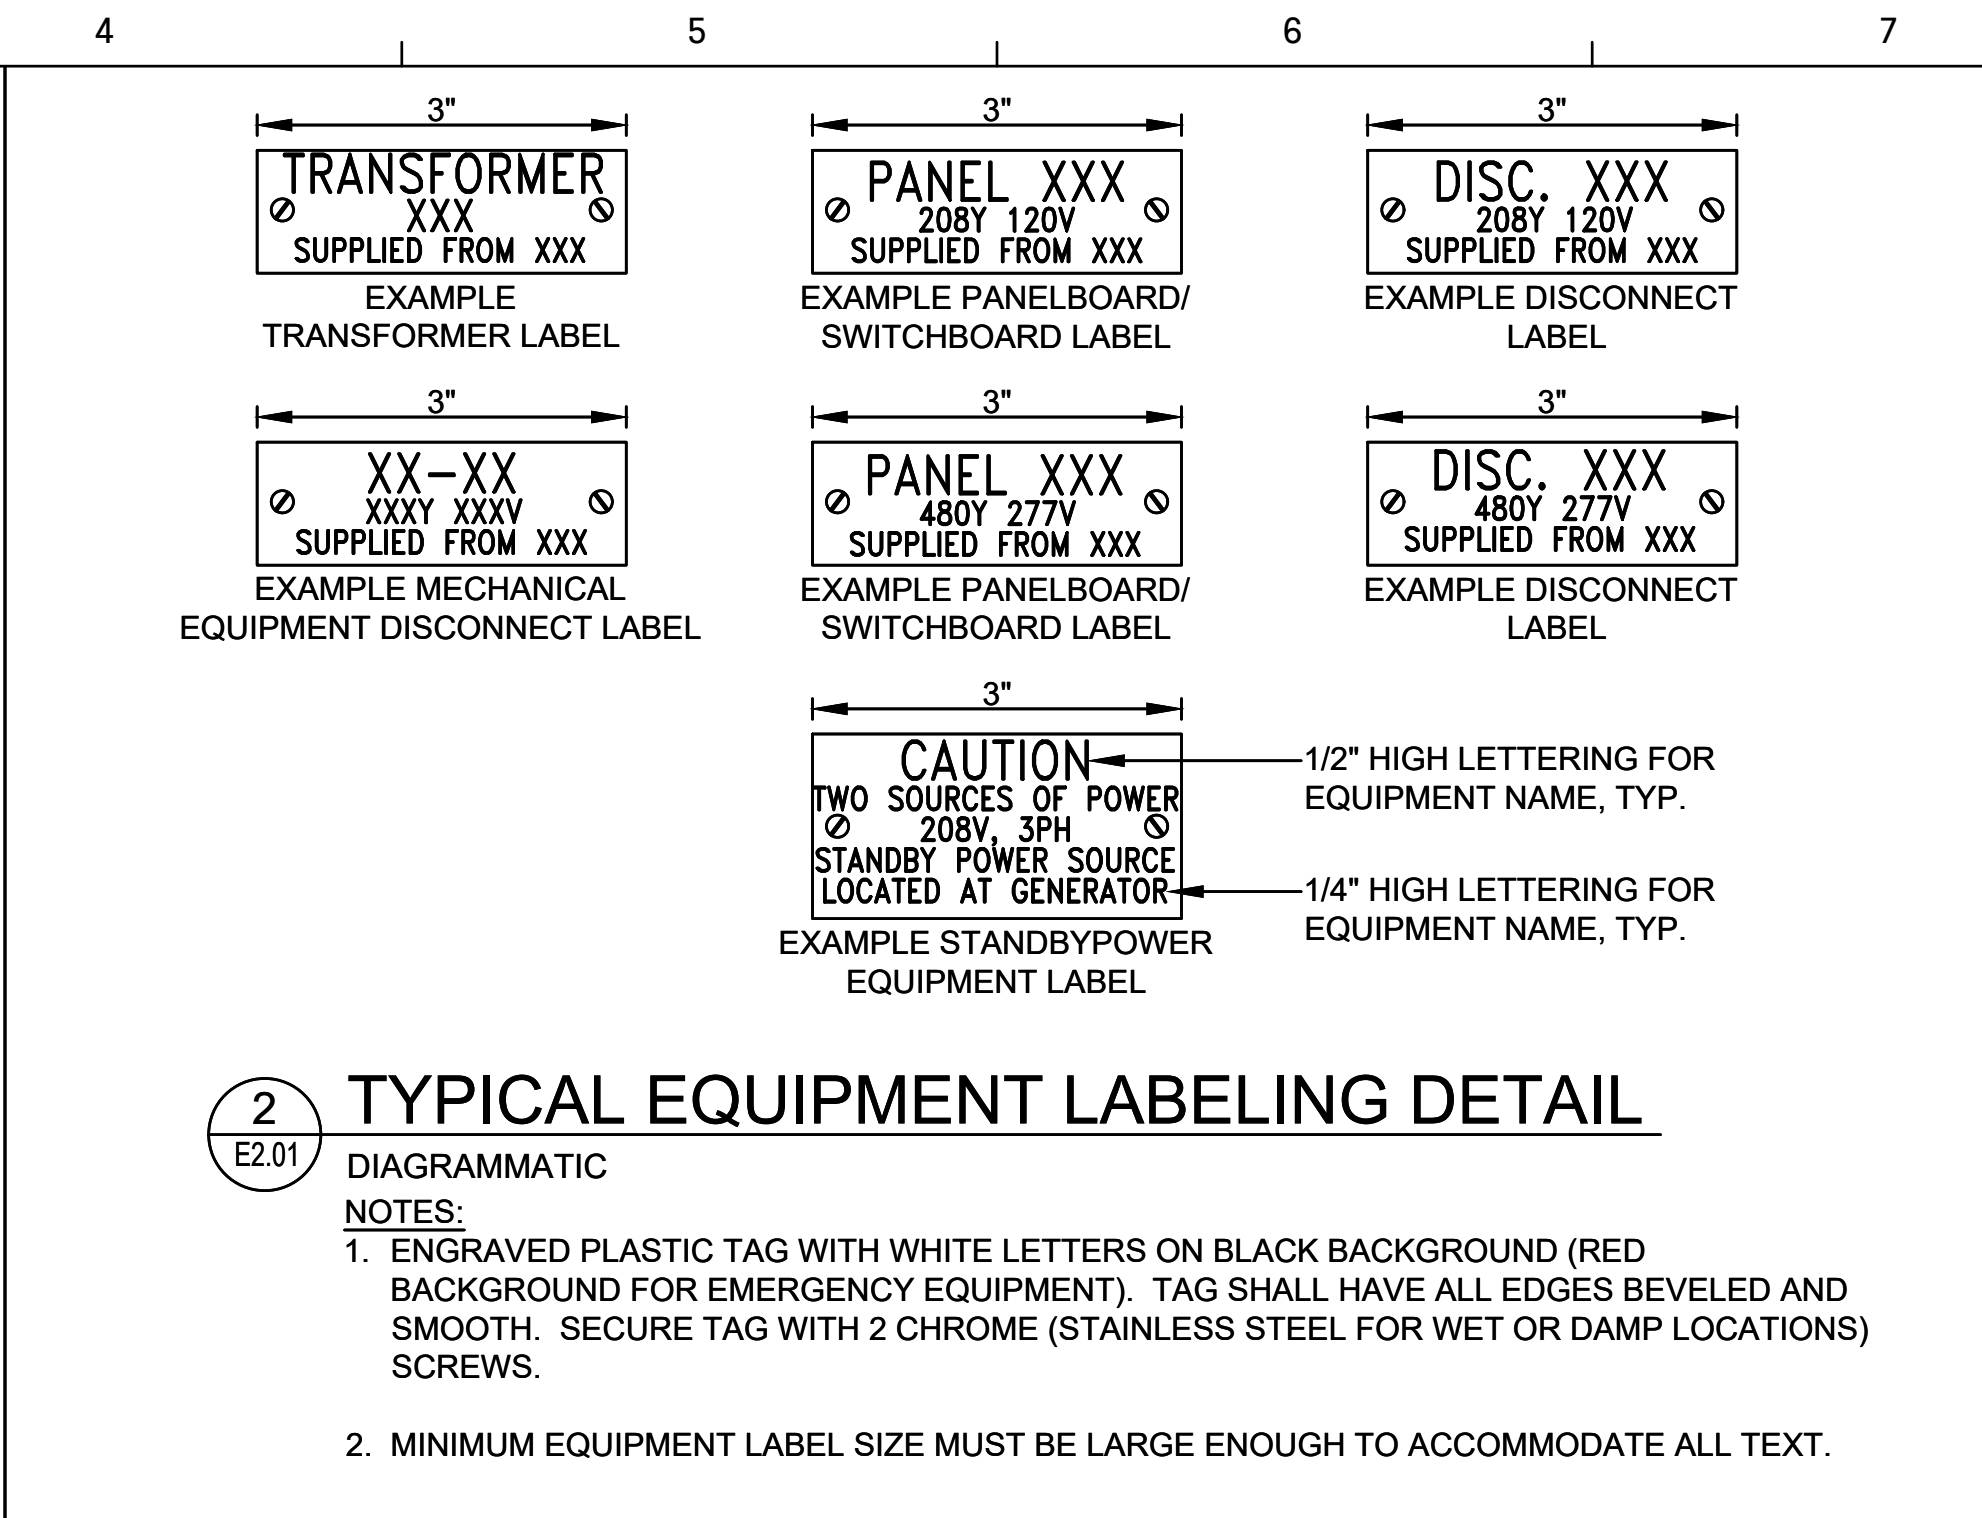 4 5 6 7
3" 3" 3"
TRANSFORMER
XXX
SUPPLIED FROM XXX
EXAMPLE
TRANSFORMER LABEL
PANEL XXX
208Y 120V
SUPPLIED FROM XXX
EXAMPLE PANELBOARD/
SWITCHBOARD LABEL
DISC. XXX
208Y 120V
SUPPLIED FROM XXX
EXAMPLE DISCONNECT
LABEL
3" 3" 3"
XX-XX
XXXY XXXV
SUPPLIED FROM XXX
EXAMPLE MECHANICAL
EQUIPMENT DISCONNECT LABEL
PANEL XXX
480Y 277V
SUPPLIED FROM XXX
EXAMPLE PANELBOARD/
SWITCHBOARD LABEL
DISC. XXX
480Y 277V
SUPPLIED FROM XXX
EXAMPLE DISCONNECT
LABEL
3"
CAUTION
TWO SOURCES OF POWER
208V, 3PH
STANDBY POWER SOURCE
LOCATED AT GENERATOR
EXAMPLE STANDBYPOWER
EQUIPMENT LABEL
1/2" HIGH LETTERING FOR
EQUIPMENT NAME, TYP.
1/4" HIGH LETTERING FOR
EQUIPMENT NAME, TYP.
2
E2.01
TYPICAL EQUIPMENT LABELING DETAIL
DIAGRAMMATIC
NOTES:
1. ENGRAVED PLASTIC TAG WITH WHITE LETTERS ON BLACK BACKGROUND (RED
BACKGROUND FOR EMERGENCY EQUIPMENT). TAG SHALL HAVE ALL EDGES BEVELED AND
SMOOTH. SECURE TAG WITH 2 CHROME (STAINLESS STEEL FOR WET OR DAMP LOCATIONS)
SCREWS.
2. MINIMUM EQUIPMENT LABEL SIZE MUST BE LARGE ENOUGH TO ACCOMMODATE ALL TEXT.